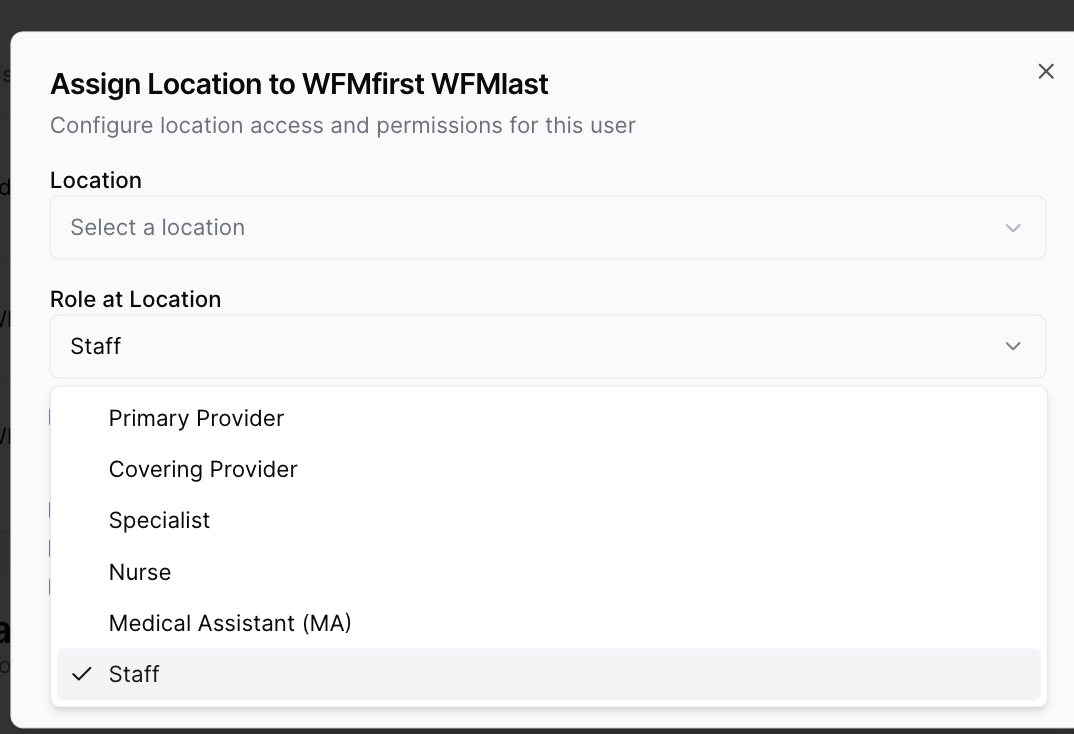 Assign Location to WFMfirst WFMlast
Configure location access and permissions for this user
Location
Select a location
Role at Location
Staff
Primary Provider
Covering Provider
Specialist
Nurse
Medical Assistant (MA)
Staff